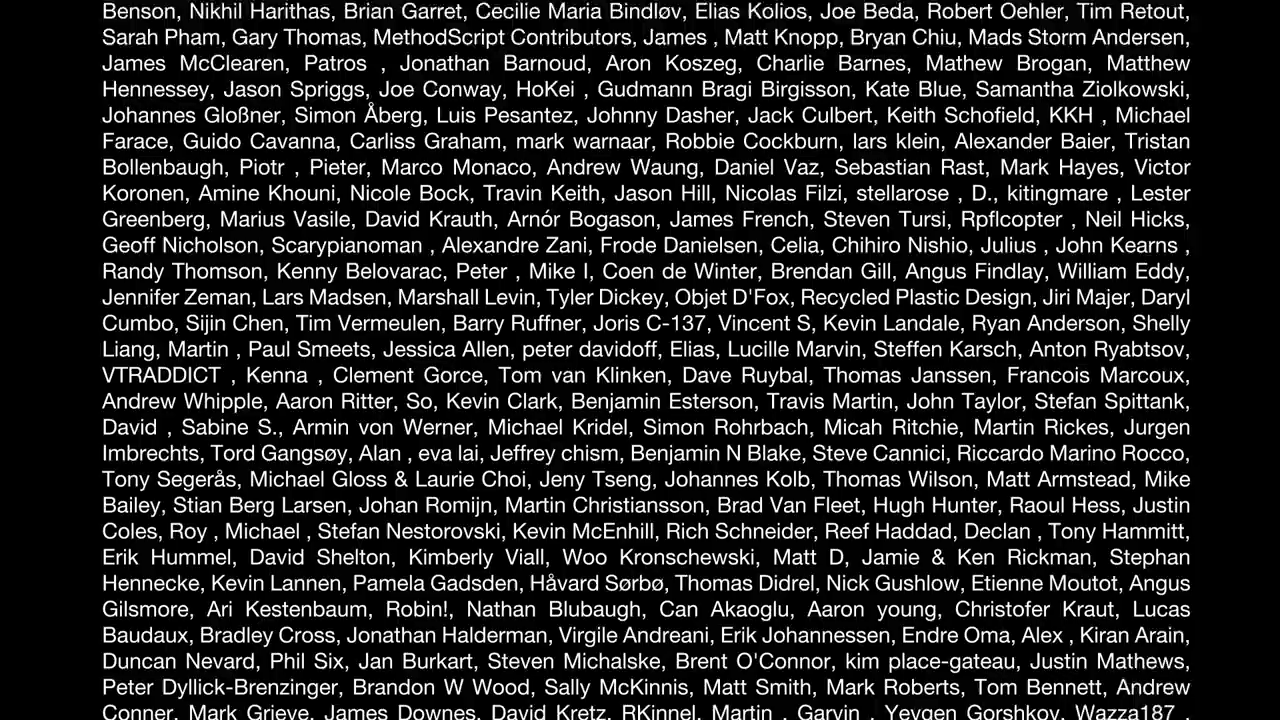 Benson, Nikhil Harithas, Brian Garret, Cecilie Maria Bindløv, Elias Kolios, Joe Beda, Robert Oehler, Tim Retout,
Sarah Pham, Gary Thomas, MethodScript Contributors, James , Matt Knopp, Bryan Chiu, Mads Storm Andersen,
James McClearen, Patros , Jonathan Barnoud, Aron Koszeg, Charlie Barnes, Mathew Brogan, Matthew
Hennessey, Jason Spriggs, Joe Conway, HoKei , Gudmann Bragi Birgisson, Kate Blue, Samantha Ziolkowski,
Johannes Gloßner, Simon Åberg, Luis Pesantez, Johnny Dasher, Jack Culbert, Keith Schofield, KKH , Michael
Farace, Guido Cavanna, Carliss Graham, mark warnaar, Robbie Cockburn, lars klein, Alexander Baier, Tristan
Bollenbaugh, Piotr , Pieter, Marco Monaco, Andrew Waung, Daniel Vaz, Sebastian Rast, Mark Hayes, Victor
Koronen, Amine Khouni, Nicole Bock, Travin Keith, Jason Hill, Nicolas Filzi, stellarose , D., kitingmare , Lester
Greenberg, Marius Vasile, David Krauth, Arnór Bogason, James French, Steven Tursi, Rpflcopter , Neil Hicks,
Geoff Nicholson, Scarypianoman , Alexandre Zani, Frode Danielsen, Celia, Chihiro Nishio, Julius , John Kearns ,
Randy Thomson, Kenny Belovarac, Peter , Mike I, Coen de Winter, Brendan Gill, Angus Findlay, William Eddy,
Jennifer Zeman, Lars Madsen, Marshall Levin, Tyler Dickey, Objet D'Fox, Recycled Plastic Design, Jiri Majer, Daryl
Cumbo, Sijin Chen, Tim Vermeulen, Barry Ruffner, Joris C-137, Vincent S, Kevin Landale, Ryan Anderson, Shelly
Liang, Martin , Paul Smeets, Jessica Allen, peter davidoff, Elias, Lucille Marvin, Steffen Karsch, Anton Ryabtsov,
VTRADDICT , Kenna , Clement Gorce, Tom van Klinken, Dave Ruybal, Thomas Janssen, Francois Marcoux,
Andrew Whipple, Aaron Ritter, So, Kevin Clark, Benjamin Esterson, Travis Martin, John Taylor, Stefan Spittank,
David , Sabine S., Armin von Werner, Michael Kridel, Simon Rohrbach, Micah Ritchie, Martin Rickes, Jurgen
Imbrechts, Tord Gangsøy, Alan , eva lai, Jeffrey chism, Benjamin N Blake, Steve Cannici, Riccardo Marino Rocco,
Tony Segerås, Michael Gloss & Laurie Choi, Jeny Tseng, Johannes Kolb, Thomas Wilson, Matt Armstead, Mike
Bailey, Stian Berg Larsen, Johan Romijn, Martin Christiansson, Brad Van Fleet, Hugh Hunter, Raoul Hess, Justin
Coles, Roy , Michael , Stefan Nestorovski, Kevin McEnhill, Rich Schneider, Reef Haddad, Declan , Tony Hammitt,
Erik Hummel, David Shelton, Kimberly Viall, Woo Kronschewski, Matt D, Jamie & Ken Rickman, Stephan
Hennecke, Kevin Lannen, Pamela Gadsden, Håvard Sørbø, Thomas Didrel, Nick Gushlow, Etienne Moutot, Angus
Gilsmore, Ari Kestenbaum, Robin!, Nathan Blubaugh, Can Akaoglu, Aaron young, Christofer Kraut, Lucas
Baudaux, Bradley Cross, Jonathan Halderman, Virgile Andreani, Erik Johannessen, Endre Oma, Alex , Kiran Arain,
Duncan Nevard, Phil Six, Jan Burkart, Steven Michalske, Brent O'Connor, kim place-gateau, Justin Mathews,
Peter Dyllick-Brenzinger, Brandon W Wood, Sally McKinnis, Matt Smith, Mark Roberts, Tom Bennett, Andrew
Conner, Mark Grieve, James Downes, David Kretz, RKinnel, Martin , Garvin , Yevgen Gorshkov, Wazza187 ,